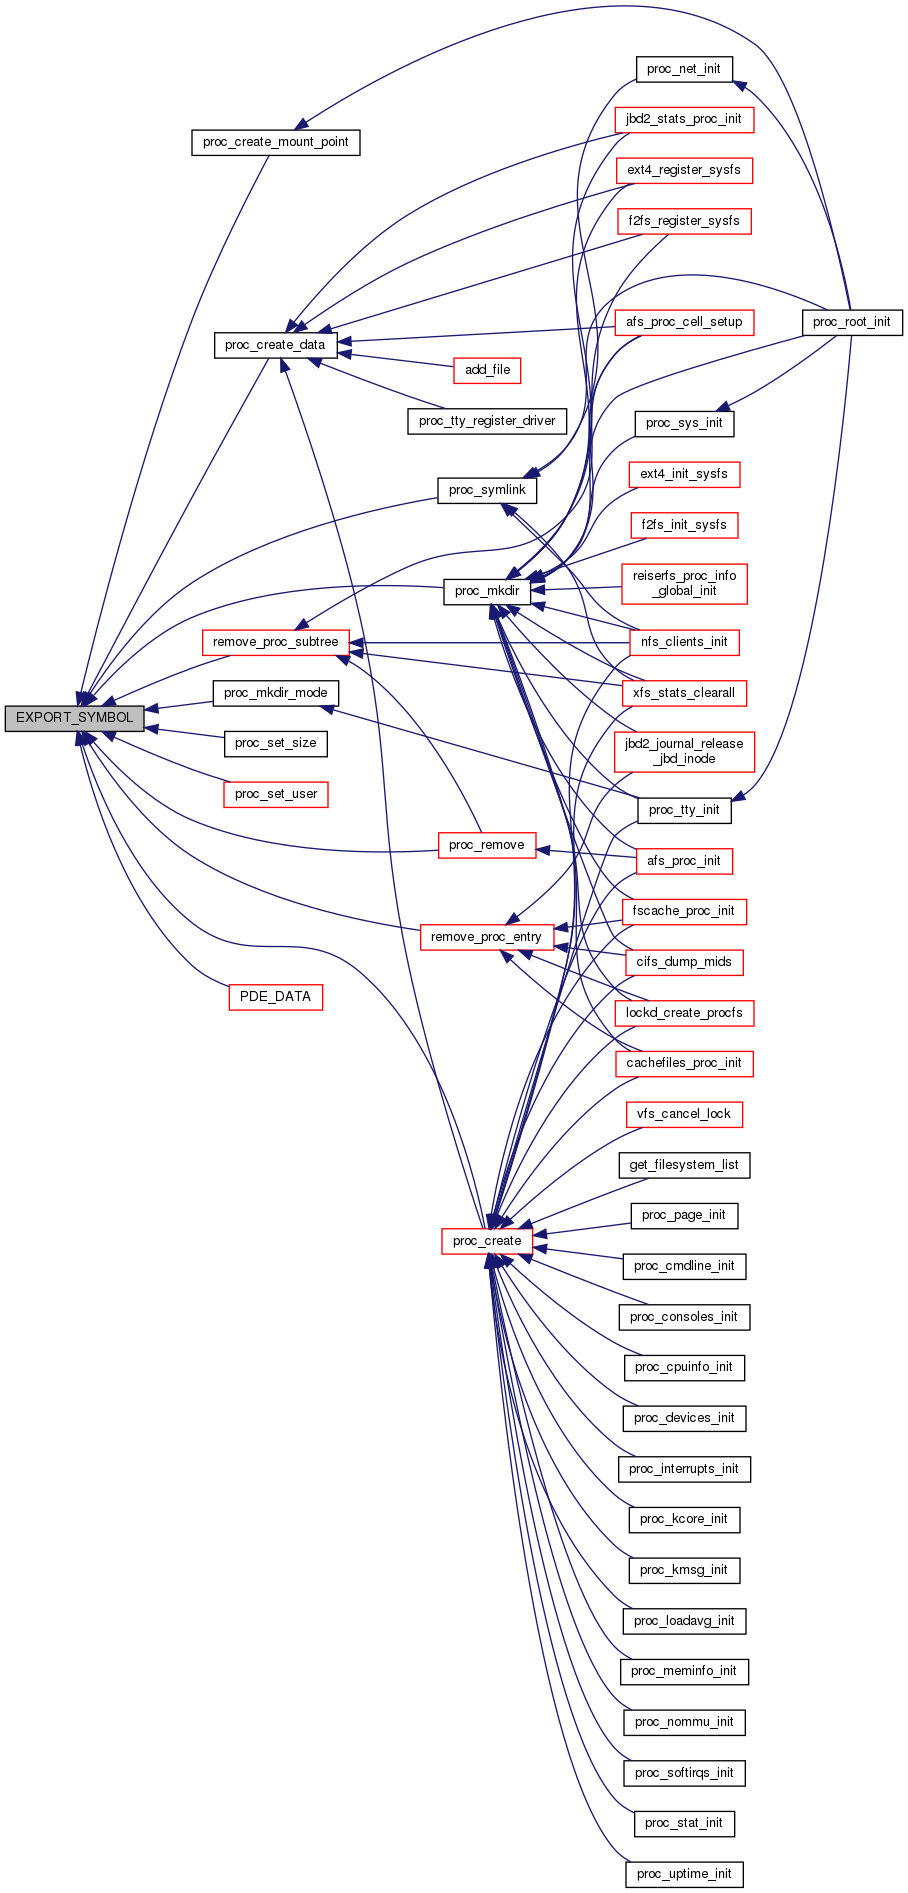 proc_net_init
jbd2_stats_proc_init
proc_create_mount_point
ext4_register_sysfs
f2fs_register_sysfs
afs_proc_cell_setup
proc_root_init
proc_create_data
add_file
proc_tty_register_driver
proc_sys_init
ext4_init_sysfs
proc_symlink
f2fs_init_sysfs
reiserfs_proc_info
_global_init
proc_mkdir
remove_proc_subtree
nfs_clients_init
proc_mkdir_mode
xfs_stats_clearall
EXPORT_SYMBOL
proc_set_size
jbd2_journal_release
_jbd_inode
proc_set_user
proc_tty_init
proc_remove
afs_proc_init
fscache_proc_init
remove_proc_entry
cifs_dump_mids
PDE_DATA
lockd_create_procfs
cachefiles_proc_init
vfs_cancel_lock
get_filesystem_list
proc_page_init
proc_create
proc_cmdline_init
proc_consoles_init
proc_cpuinfo_init
proc_devices_init
proc_interrupts_init
proc_kcore_init
proc_kmsg_init
proc_loadavg_init
proc_meminfo_init
proc_nommu_init
proc_softirqs_init
proc_stat_init
proc_uptime_init